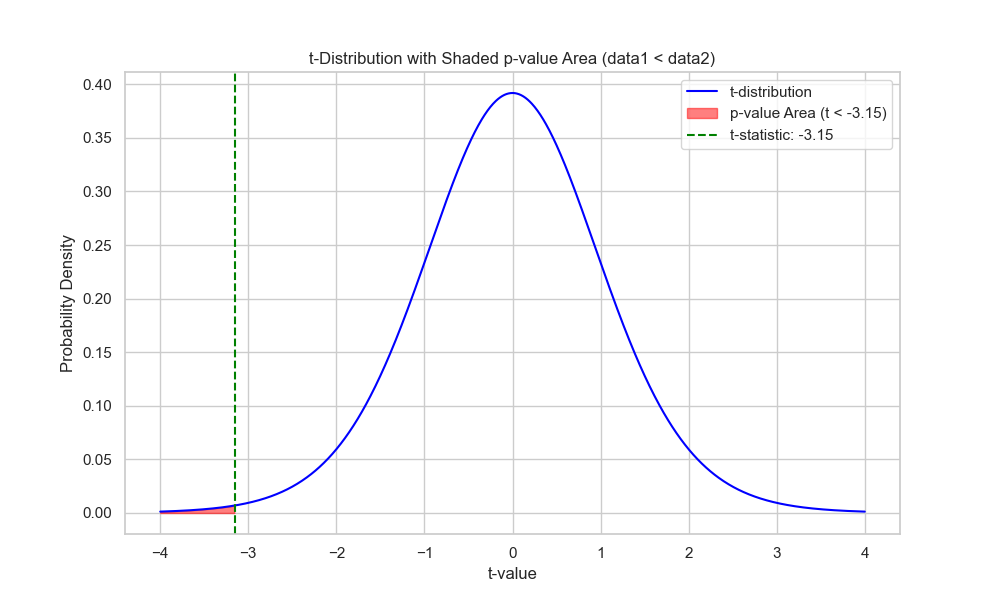 t-Distribution with Shaded p-value Area (data1 < data2)
t-distribution
p-value Area (t < -3.15)
t-statistic: -3.15
Probability Density
0.40
0.35
0.30
0.25
0.20
0.15
0.10
0.05
0.00
−4 −3 −2 −1 0 1 2 3 4
t-value